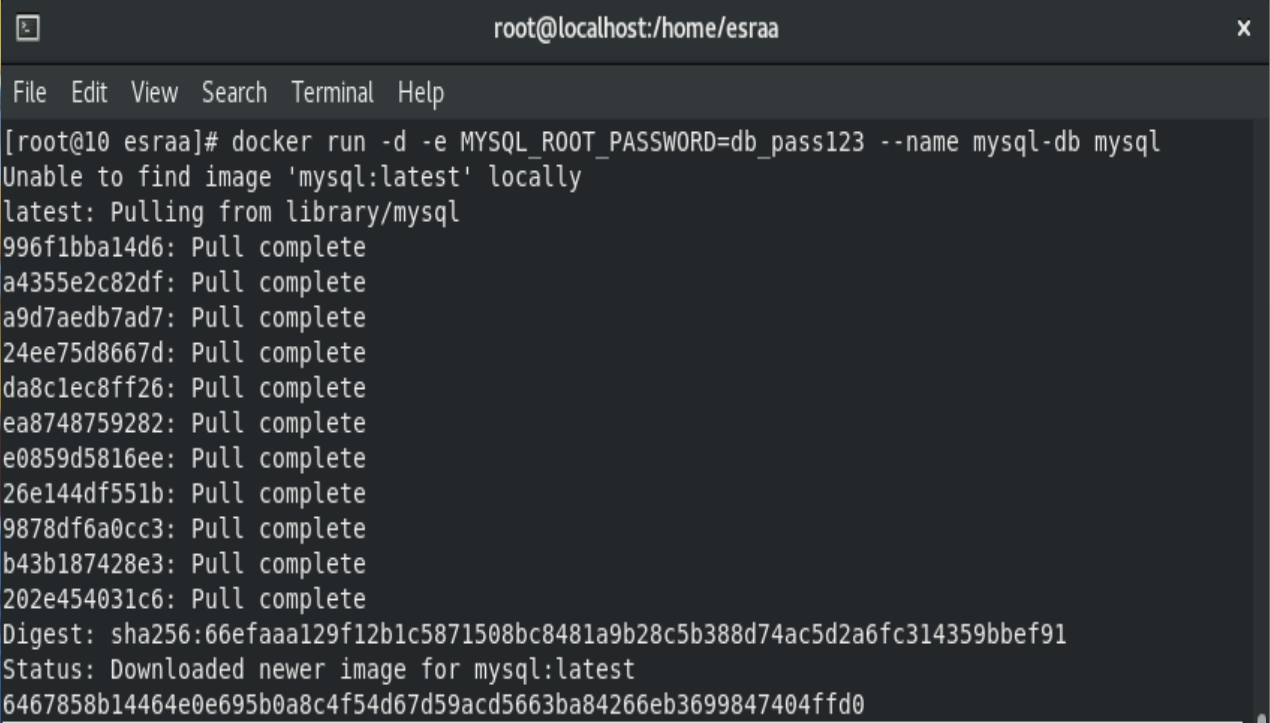 root@localhost:/home/esraa
File Edit View Search Terminal Help
[root@10 esraa]# docker run -d -e MYSQL_ROOT_PASSWORD=db_pass123 --name mysql-db mysql
Unable to find image 'mysql:latest' locally
latest: Pulling from library/mysql
996f1bba14d6: Pull complete
a4355e2c82df: Pull complete
a9d7aedb7ad7: Pull complete
24ee75d8667d: Pull complete
da8c1ec8ff26: Pull complete
ea8748759282: Pull complete
e0859d5816ee: Pull complete
26e144df551b: Pull complete
9878df6a0cc3: Pull complete
b43b187428e3: Pull complete
202e454031c6: Pull complete
Digest: sha256:66efaaa129f12b1c5871508bc8481a9b28c5b388d74ac5d2a6fc314359bbef91
Status: Downloaded newer image for mysql:latest
6467858b14464e0e695b0a8c4f54d67d59acd5663ba84266eb3699847404ffd0